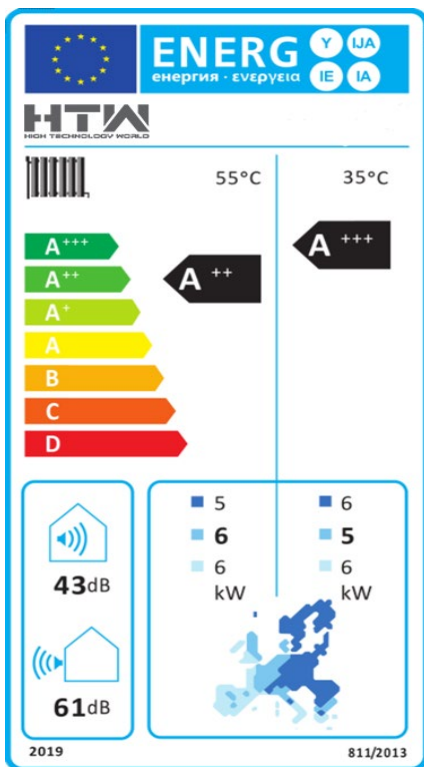 ENERG Y IJA
енергия · ενεργεια IE IA
HTW
HIGH TECHNOLOGY WORLD
55°C 35°C
A+++ A +++
A++ A ++
A+
A
B
C
D
5 6
6 5
6 6
kW kW
43dB
61dB
2019 811/2013